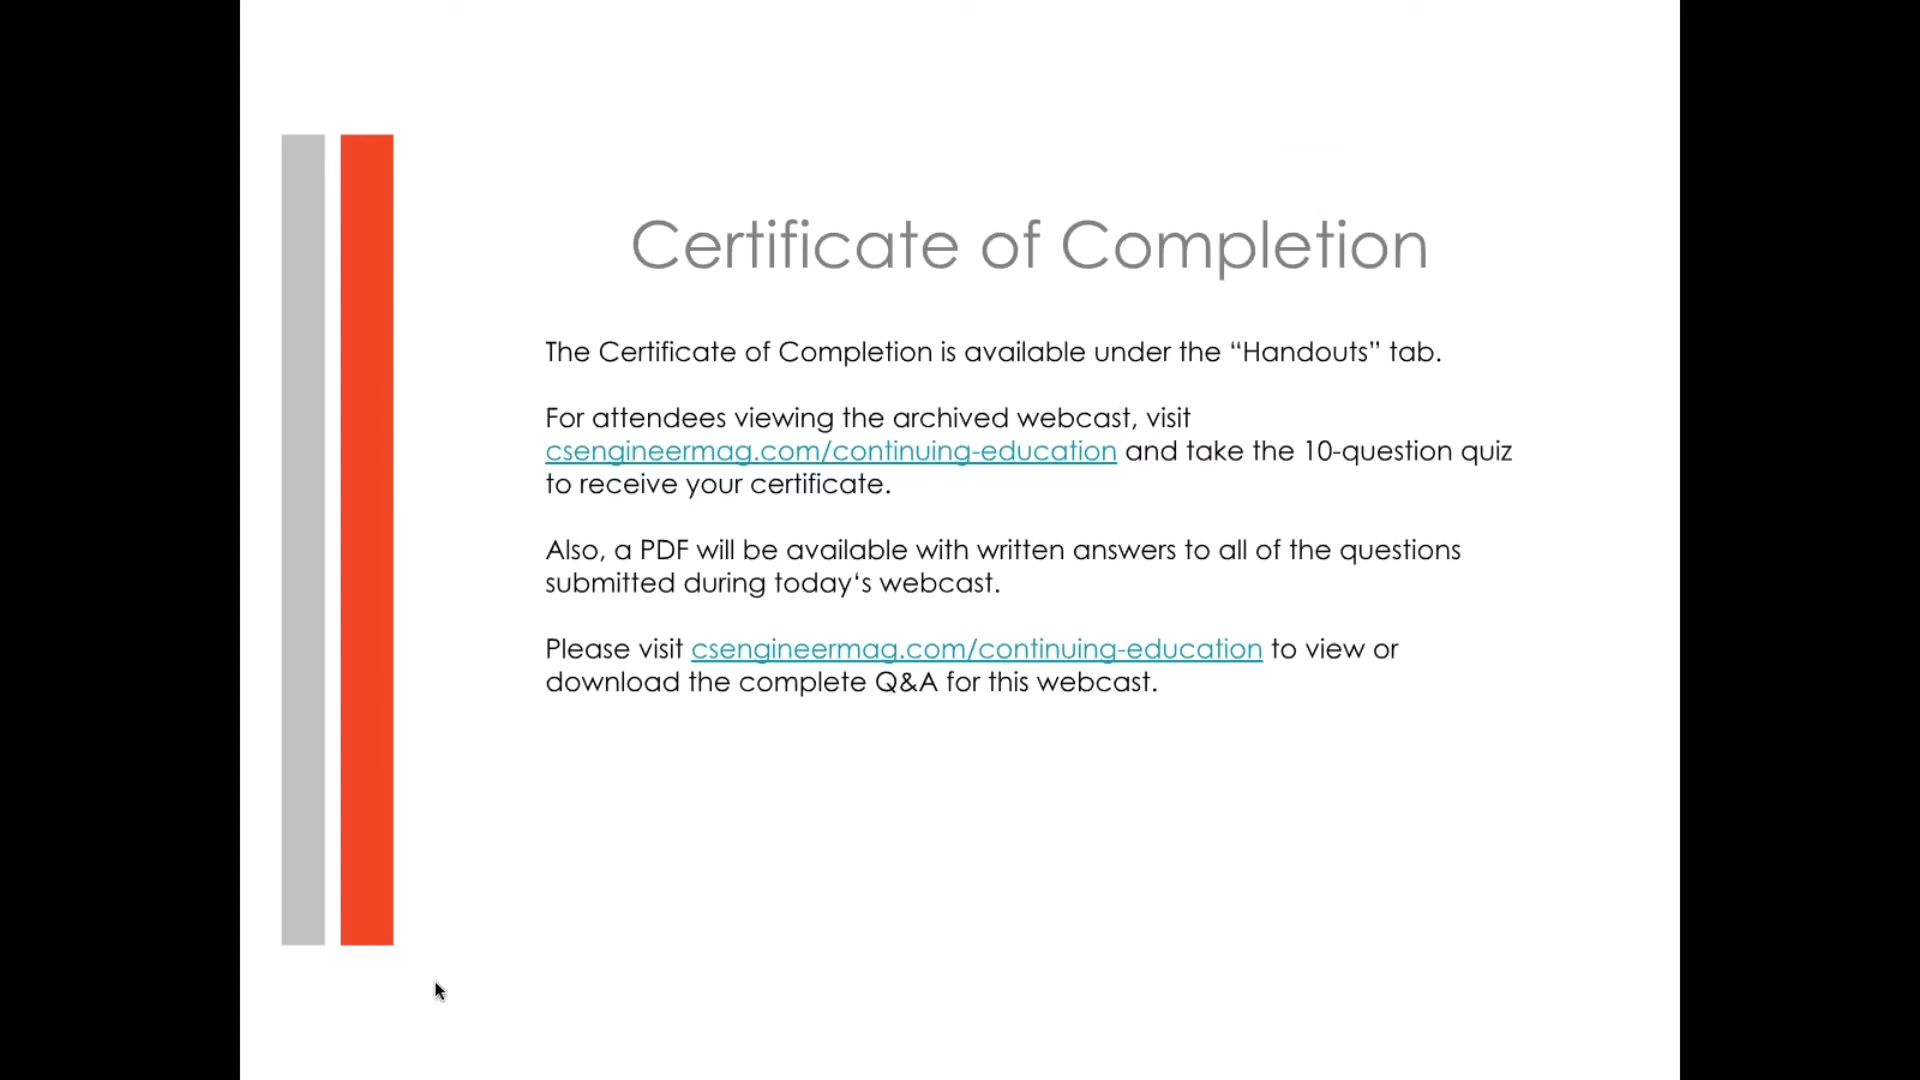 Certificate of Completion
The Certificate of Completion is available under the “Handouts” tab.
For attendees viewing the archived webcast, visit
csengineermag.com/continuing-education and take the 10-question quiz
to receive your certificate.
Also, a PDF will be available with written answers to all of the questions
submitted during today‘s webcast.
Please visit csengineermag.com/continuing-education to view or
download the complete Q&A for this webcast.